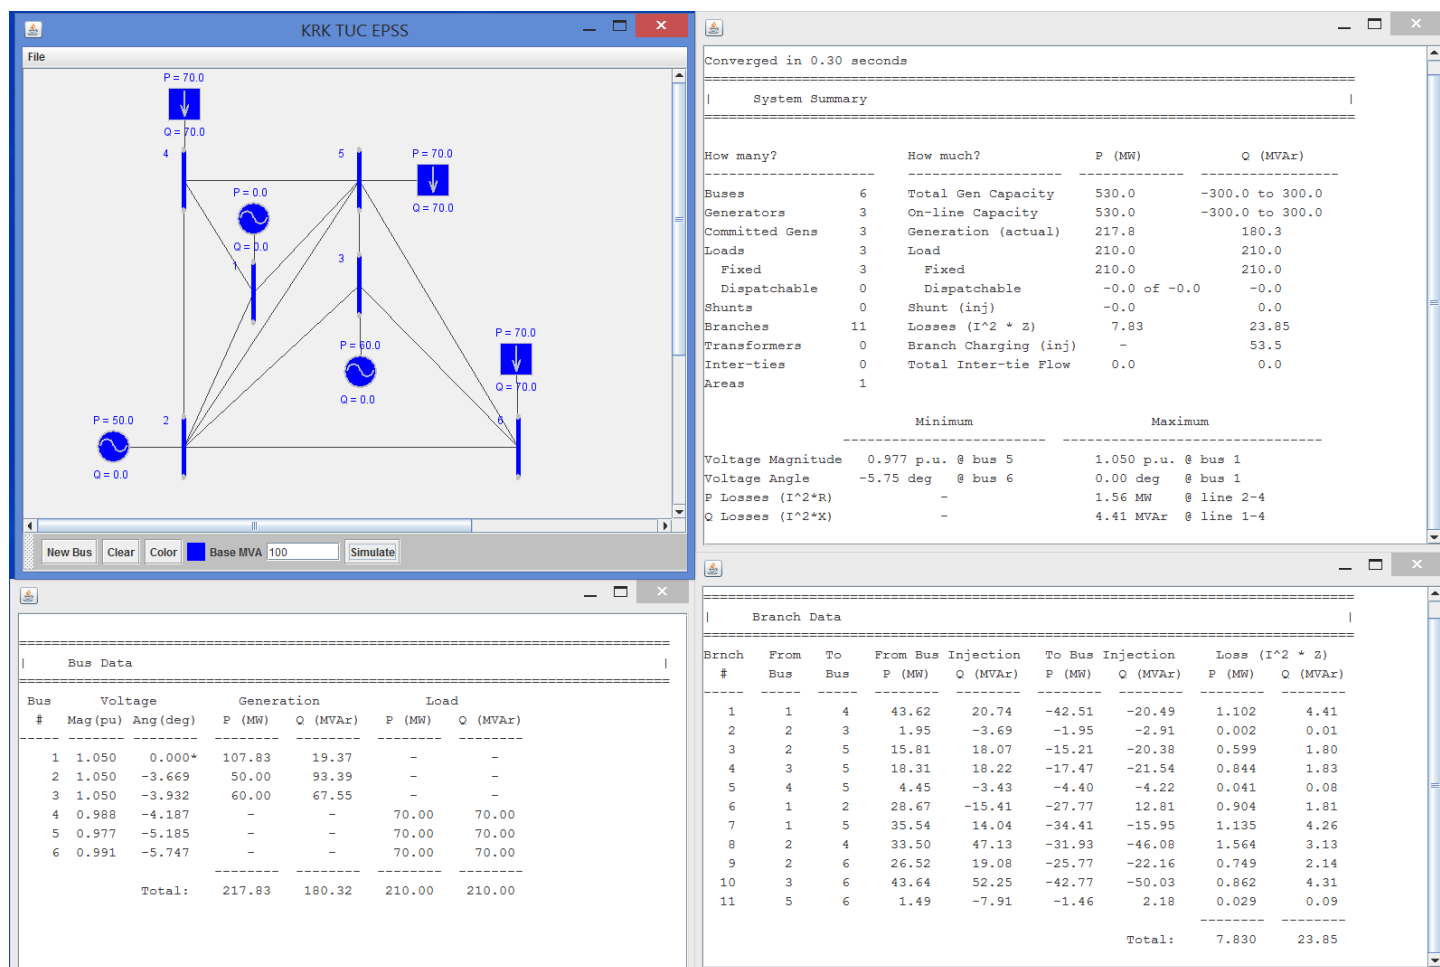 KRK TUC EPSS
File
P = 70.0
Q = 70.0
4
5
P = 70.0
Q = 70.0
P = 0.0
Q = 0.0
1
3
P = 60.0
Q = 0.0
P = 70.0
Q = 70.0
P = 50.0
2
Q = 0.0
6
New Bus Clear Color Base MVA 100 Simulate
Converged in 0.30 seconds
================================================================================
| System Summary |
================================================================================
How many? How much? P (MW) Q (MVAr)
--------------------- ------------------- ------------- -----------------
Buses 6 Total Gen Capacity 530.0 -300.0 to 300.0
Generators 3 On-line Capacity 530.0 -300.0 to 300.0
Committed Gens 3 Generation (actual) 217.8 180.3
Loads 3 Load 210.0 210.0
Fixed 3 Fixed 210.0 210.0
Dispatchable 0 Dispatchable -0.0 of -0.0 -0.0
Shunts 0 Shunt (inj) -0.0 0.0
Branches 11 Losses (I^2 * Z) 7.83 23.85
Transformers 0 Branch Charging (inj) - 53.5
Inter-ties 0 Total Inter-tie Flow 0.0 0.0
Areas 1
Minimum Maximum
------------------------- --------------------------------
Voltage Magnitude 0.977 p.u. @ bus 5 1.050 p.u. @ bus 1
Voltage Angle -5.75 deg @ bus 6 0.00 deg @ bus 1
P Losses (I^2*R) - 1.56 MW @ line 2-4
Q Losses (I^2*X) - 4.41 MVAr @ line 1-4
================================================================================
| Bus Data |
================================================================================
Bus Voltage Generation Load
# Mag(pu) Ang(deg) P (MW) Q (MVAr) P (MW) Q (MVAr)
----- ------- -------- -------- -------- -------- --------
1 1.050 0.000* 107.83 19.37 - -
2 1.050 -3.669 50.00 93.39 - -
3 1.050 -3.932 60.00 67.55 - -
4 0.988 -4.187 - - 70.00 70.00
5 0.977 -5.185 - - 70.00 70.00
6 0.991 -5.747 - - 70.00 70.00
-------- -------- -------- --------
Total: 217.83 180.32 210.00 210.00
================================================================================
| Branch Data |
================================================================================
Brnch From To From Bus Injection To Bus Injection Loss (I^2 * Z)
# Bus Bus P (MW) Q (MVAr) P (MW) Q (MVAr) P (MW) Q (MVAr)
----- ----- ----- -------- -------- -------- -------- -------- --------
1 1 4 43.62 20.74 -42.51 -20.49 1.102 4.41
2 2 3 1.95 -3.69 -1.95 -2.91 0.002 0.01
3 2 5 15.81 18.07 -15.21 -20.38 0.599 1.80
4 3 5 18.31 18.22 -17.47 -21.54 0.844 1.83
5 4 5 4.45 -3.43 -4.40 -4.22 0.041 0.08
6 1 2 28.67 -15.41 -27.77 12.81 0.904 1.81
7 1 5 35.54 14.04 -34.41 -15.95 1.135 4.26
8 2 4 33.50 47.13 -31.93 -46.08 1.564 3.13
9 2 6 26.52 19.08 -25.77 -22.16 0.749 2.14
10 3 6 43.64 52.25 -42.77 -50.03 0.862 4.31
11 5 6 1.49 -7.91 -1.46 2.18 0.029 0.09
-------- --------
Total: 7.830 23.85